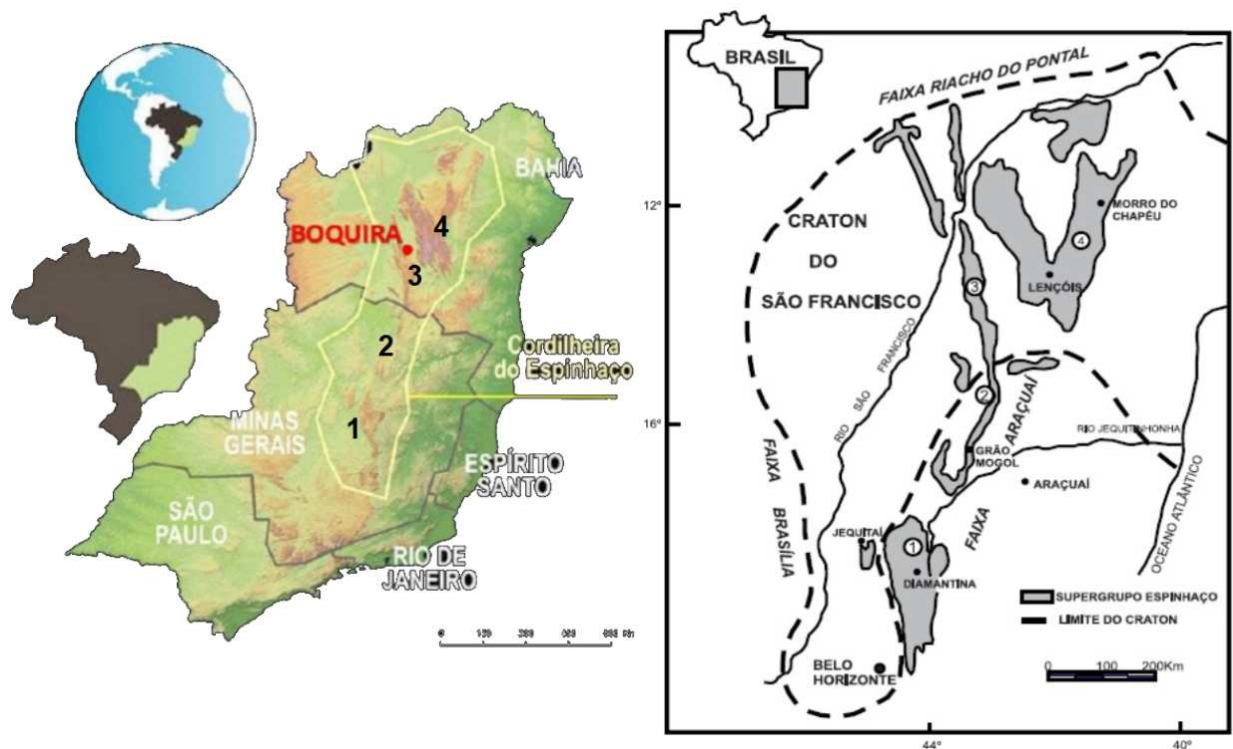 BAHIA
4
BOQUIRA
3
2
Cordilheira
do Espinhaço
1
MINAS
GERAIS
ESPÍRITO
SANTO
SÃO
PAULO
RIO DE
JANEIRO
0
BRASIL
FAIXA RIACHO DO PONTAL
12°
CRATON
DO
SÃO FRANCISCO
MORRO DO
CHAPÉU
4
LENÇÓIS
3
RIO SÃO FRANCISCO
2
ARAÇUAÍ
FAIXA
16°
RIO JEQUITINHONHA
GRÃO
MOGOL
ARAÇUAÍ
FAIXA
BRASÍLIA
OCEANO ATLÂNTICO
JEQUITAÍ
1
DIAMANTINA
SUPERGRUPO ESPINHAÇO
LIMITE DO CRATON
BELO
HORIZONTE
0 100 200Km
44°
40°